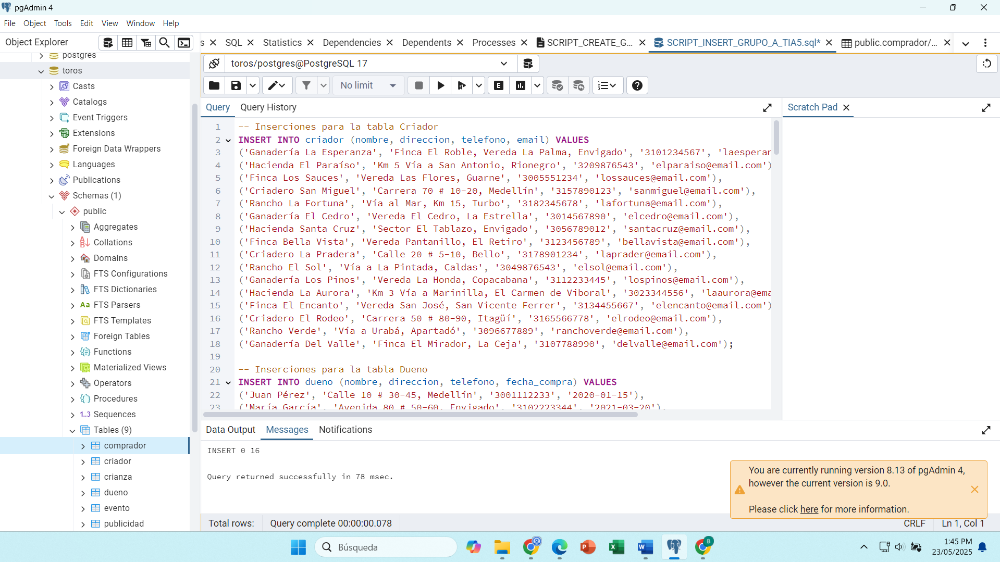 pgAdmin 4
File Object Tools Edit View Window Help
Object Explorer
s SQL Statistics Dependencies Dependents Processes SCRIPT_CREATE_G... SCRIPT_INSERT_GRUPO_A_TIA5.sql* public.comprador/...
postgres
toros
Casts
Catalogs
Event Triggers
Extensions
Foreign Data Wrappers
Languages
Publications
Schemas (1)
public
Aggregates
Collations
Domains
FTS Configurations
FTS Dictionaries
Aa FTS Parsers
FTS Templates
Foreign Tables
Functions
Materialized Views
Operators
Procedures
1..3 Sequences
Tables (9)
comprador
criador
crianza
dueno
evento
publicidad
toros/postgres@PostgreSQL 17
No limit
E
Query Query History
Scratch Pad
1 -- Inserciones para la tabla Criador
2 INSERT INTO criador (nombre, direccion, telefono, email) VALUES
3 ('Ganadería La Esperanza', 'Finca El Roble, Vereda La Palma, Envigado', '3101234567', 'laesperan
4 ('Hacienda El Paraíso', 'Km 5 Vía a San Antonio, Rionegro', '3209876543', 'elparaiso@email.com')
5 ('Finca Los Sauces', 'Vereda Las Flores, Guarne', '3005551234', 'lossauces@email.com'),
6 ('Criadero San Miguel', 'Carrera 70 # 10-20, Medellín', '3157890123', 'sanmiguel@email.com'),
7 ('Rancho La Fortuna', 'Vía al Mar, Km 15, Turbo', '3182345678', 'lafortuna@email.com'),
8 ('Ganadería El Cedro', 'Vereda El Cedro, La Estrella', '3014567890', 'elcedro@email.com'),
9 ('Hacienda Santa Cruz', 'Sector El Tablazo, Envigado', '3056789012', 'santacruz@email.com'),
10 ('Finca Bella Vista', 'Vereda Pantanillo, El Retiro', '3123456789', 'bellavista@email.com'),
11 ('Criadero La Pradera', 'Calle 20 # 5-10, Bello', '3178901234', 'laprader@email.com'),
12 ('Rancho El Sol', 'Vía a La Pintada, Caldas', '3049876543', 'elsol@email.com'),
13 ('Ganadería Los Pinos', 'Vereda La Honda, Copacabana', '3112233445', 'lospinos@email.com'),
14 ('Hacienda La Aurora', 'Km 3 Vía a Marinilla, El Carmen de Viboral', '3023344556', 'laaurora@ema
15 ('Finca El Encanto', 'Vereda San José, San Vicente Ferrer', '3134455667', 'elencanto@email.com')
16 ('Criadero El Rodeo', 'Carrera 50 # 80-90, Itagüí', '3165566778', 'elrodeo@email.com'),
17 ('Rancho Verde', 'Vía a Urabá, Apartadó', '3096677889', 'ranchoverde@email.com'),
18 ('Ganadería Del Valle', 'Finca El Mirador, La Ceja', '3107788990', 'delvalle@email.com');
19
20 -- Inserciones para la tabla Dueno
21 INSERT INTO dueno (nombre, direccion, telefono, fecha_compra) VALUES
22 ('Juan Pérez', 'Calle 10 # 30-45, Medellín', '3001112233', '2020-01-15'),
23 ('María García', 'Avenida 80 # 50-60, Envigado', '3102223344', '2021-03-20'),
Data Output Messages Notifications
INSERT 0 16
Query returned successfully in 78 msec.
You are currently running version 8.13 of pgAdmin 4,
however the current version is 9.0.
Please click here for more information.
Total rows: Query complete 00:00:00.078 CRLF Ln 1, Col 1
Búsqueda
B
1:45 PM
23/05/2025